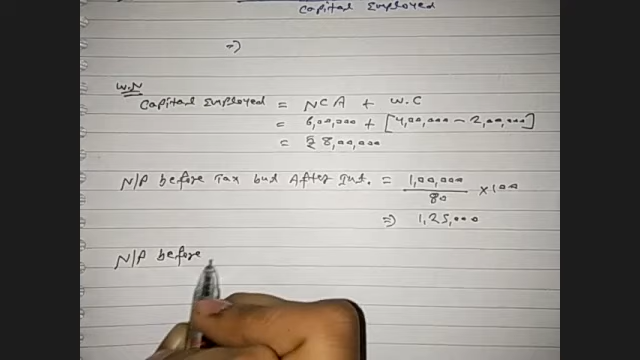 Capital Employed
=>
W.N
Capital Employed = NCA + W.C
= 6,00,000 + [4,00,000 - 2,00,000]
= ₹ 8,00,000
N/P before Tax but After Int. = 1,00,000 / 80 × 100
=> 1,25,000
N/P before